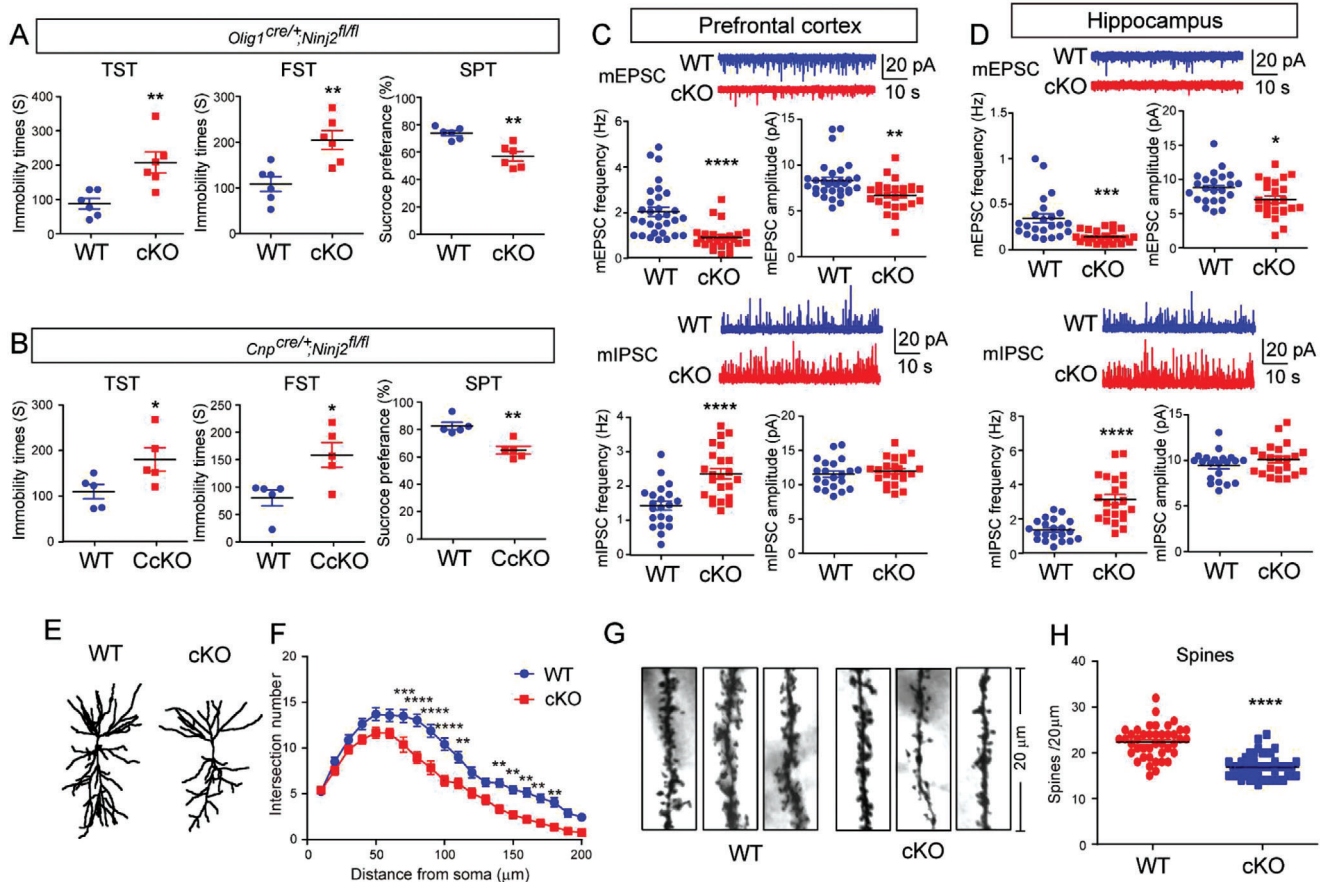 A
Olig1cre/+;Ninj2fl/fl
TST
FST
SPT
Immobility times (S)
400
300
200
100
0
WT
cKO
**
Immobility times (S)
300
200
100
0
WT
cKO
**
Sucroce preferance (%)
100
80
60
40
20
0
WT
cKO
**
B
Cnpcre/+;Ninj2fl/fl
TST
FST
SPT
Immobility times (S)
300
200
100
0
WT
CcKO
*
Immobility times (S)
250
200
150
100
50
0
WT
CcKO
*
Sucroce preferance (%)
100
80
60
40
20
0
WT
CcKO
**
C
Prefrontal cortex
mEPSC
WT
cKO
20 pA
10 s
mEPSC frequency (Hz)
6
4
2
0
WT
cKO
****
mEPSC amplitude (pA)
15
10
5
0
WT
cKO
**
mIPSC
WT
cKO
20 pA
10 s
mIPSC frequency (Hz)
4
3
2
1
0
WT
cKO
****
mIPSC amplitude (pA)
20
15
10
5
0
WT
cKO
D
Hippocampus
mEPSC
WT
cKO
20 pA
10 s
mEPSC frequency (Hz)
1.5
1.0
0.5
0.0
WT
cKO
***
mEPSC amplitude (pA)
20
15
10
5
0
WT
cKO
*
mIPSC
WT
cKO
20 pA
10 s
mIPSC frequency (Hz)
8
6
4
2
0
WT
cKO
****
mIPSC amplitude (pA)
15
10
5
0
WT
cKO
E
WT
cKO
F
Intersection number
20
15
10
5
0
0
50
100
150
200
Distance from soma (μm)
WT
cKO
***
****
****
****
**
**
**
**
**
**
G
WT
cKO
20 μm
H
Spines
Spines /20μm
40
30
20
10
0
WT
cKO
****